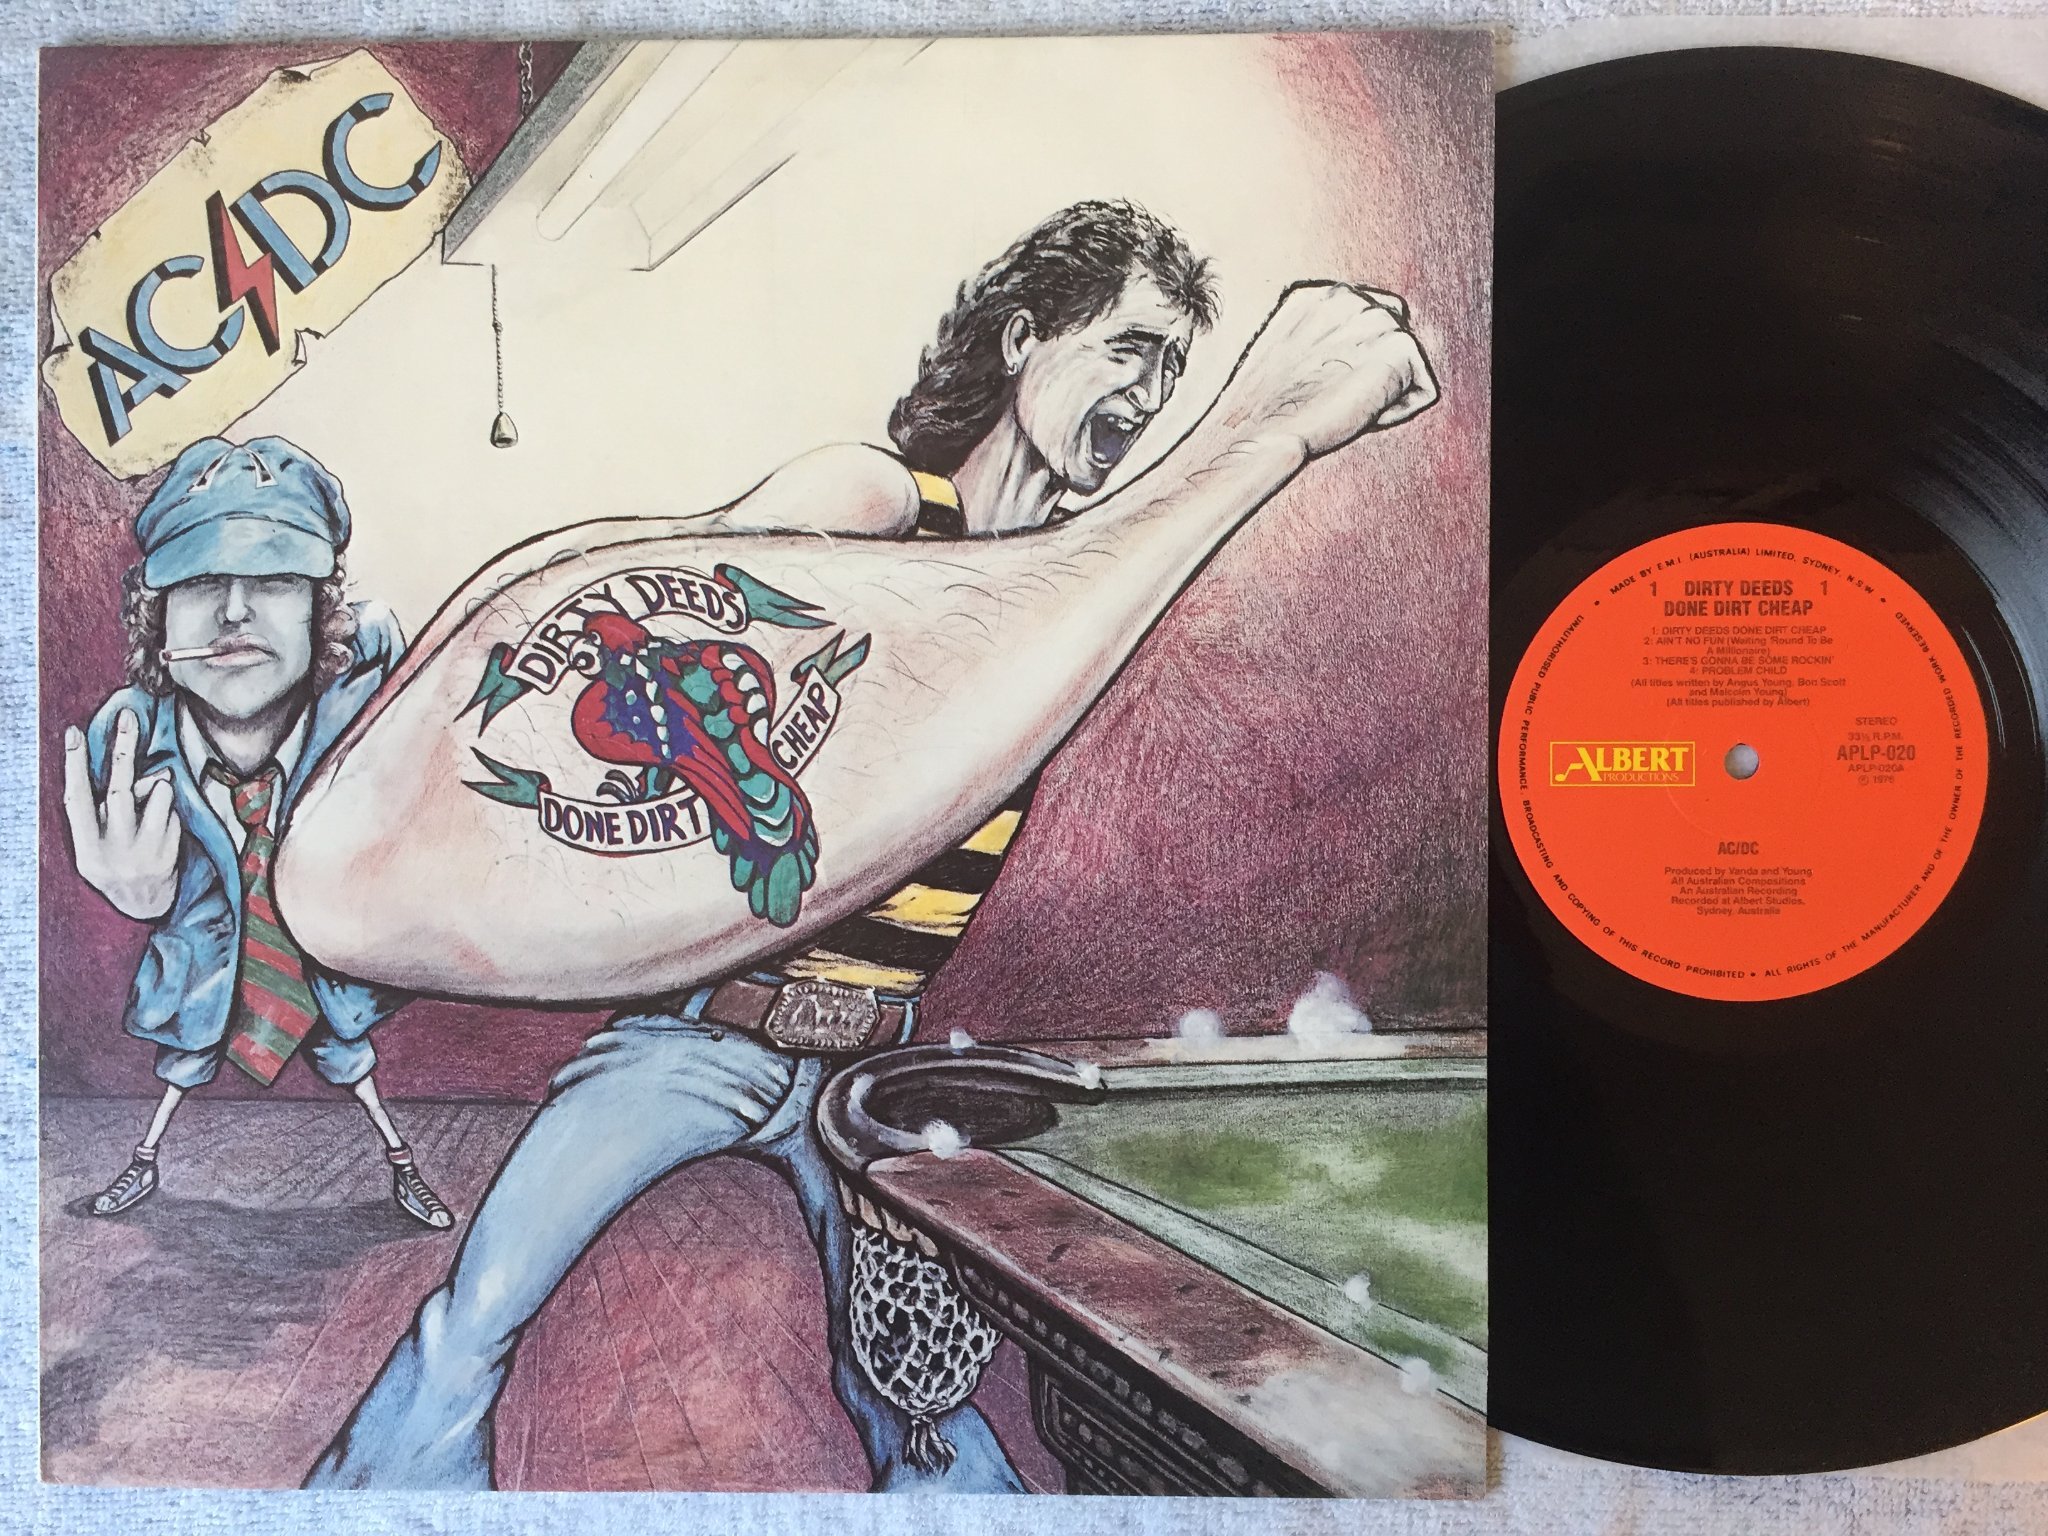 AC/DC
DIRTY DEEDS
DONE DIRT
CHEAP
A
MADE BY E.M.I (AUSTRALIA) LIMITED, SYDNEY, N.S.W. •
UNAUTHORISED PUBLIC PERFORMANCE, BROADCASTING AND COPYING OF THIS RECORD PROHIBITED • ALL RIGHTS OF THE MANUFACTURER AND OF THE OWNER OF THE RECORDED WORK RESERVED •
1 DIRTY DEEDS 1
DONE DIRT CHEAP
1: DIRTY DEEDS DONE DIRT CHEAP
2: AIN'T NO FUN (Waiting 'Round To Be
A Millionaire)
3: THERE'S GONNA BE SOME ROCKIN'
4: PROBLEM CHILD
(All titles written by Angus Young, Bon Scott
and Malcolm Young)
(All titles published by Albert)
STEREO
33⅓ R.P.M.
APLP-020
APLP-020A
℗ 1976
ALBERT
PRODUCTIONS
AC/DC
Produced by Vanda and Young
All Australian Compositions
An Australian Recording
Recorded at Albert Studios,
Sydney, Australia